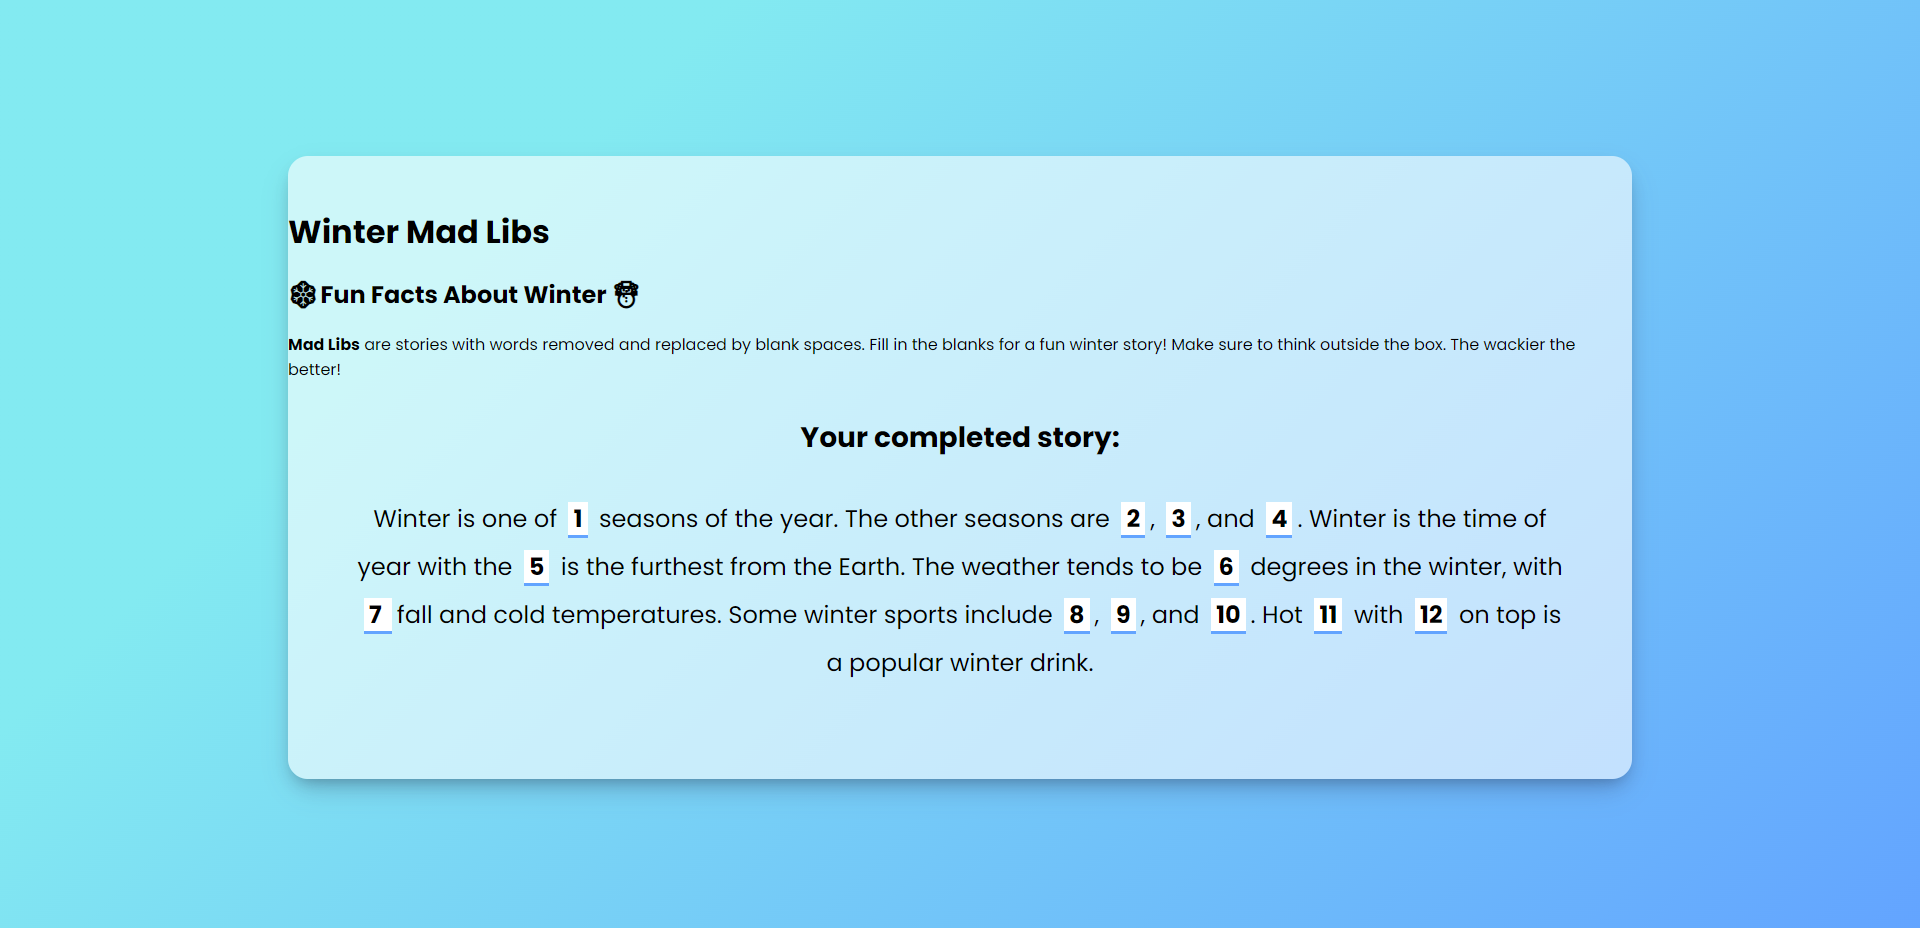 Winter Mad Libs
Fun Facts About Winter
Mad Libs are stories with words removed and replaced by blank spaces. Fill in the blanks for a fun winter story! Make sure to think outside the box. The wackier the
better!
Your completed story:
Winter is one of 1 seasons of the year. The other seasons are 2, 3, and 4. Winter is the time of
year with the 5 is the furthest from the Earth. The weather tends to be 6 degrees in the winter, with
7 fall and cold temperatures. Some winter sports include 8, 9, and 10. Hot 11 with 12 on top is
a popular winter drink.